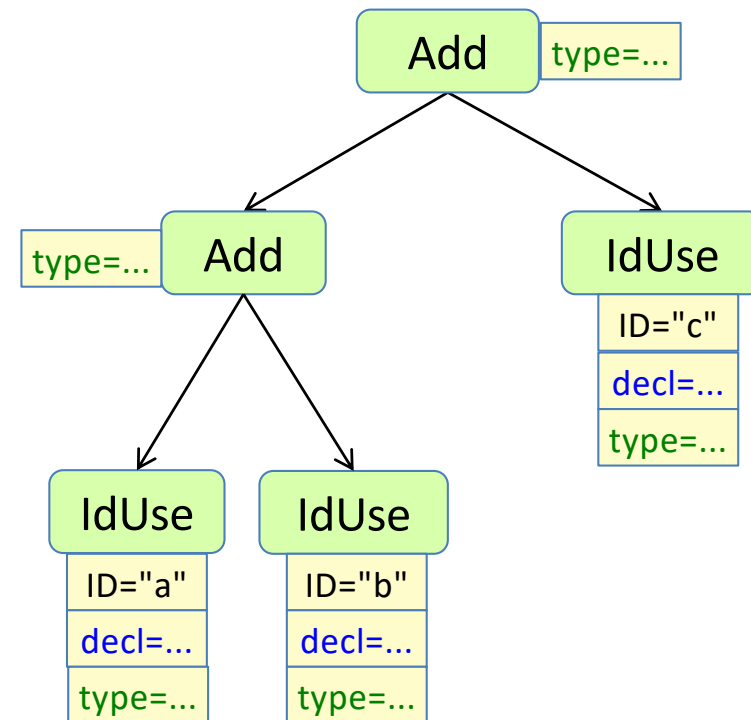 Add
type=...
type=...
Add
IdUse
ID="c"
decl=...
type=...
IdUse
ID="a"
decl=...
type=...
IdUse
ID="b"
decl=...
type=...